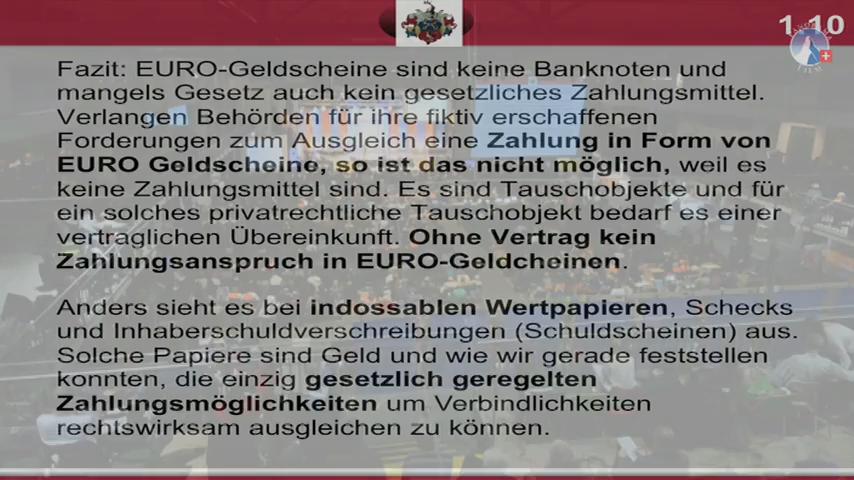 1.10
Fazit: EURO-Geldscheine sind keine Banknoten und
mangels Gesetz auch kein gesetzliches Zahlungsmittel.
Verlangen Behörden für ihre fiktiv erschaffenen
Forderungen zum Ausgleich eine Zahlung in Form von
EURO Geldscheine, so ist das nicht möglich, weil es
keine Zahlungsmittel sind. Es sind Tauschobjekte und für
ein solches privatrechtliche Tauschobjekt bedarf es einer
vertraglichen Übereinkunft. Ohne Vertrag kein
Zahlungsanspruch in EURO-Geldcheinen.
Anders sieht es bei indossablen Wertpapieren, Schecks
und Inhaberschuldverschreibungen (Schuldscheinen) aus.
Solche Papiere sind Geld und wie wir gerade feststellen
konnten, die einzig gesetzlich geregelten
Zahlungsmöglichkeiten um Verbindlichkeiten
rechtswirksam ausgleichen zu können.